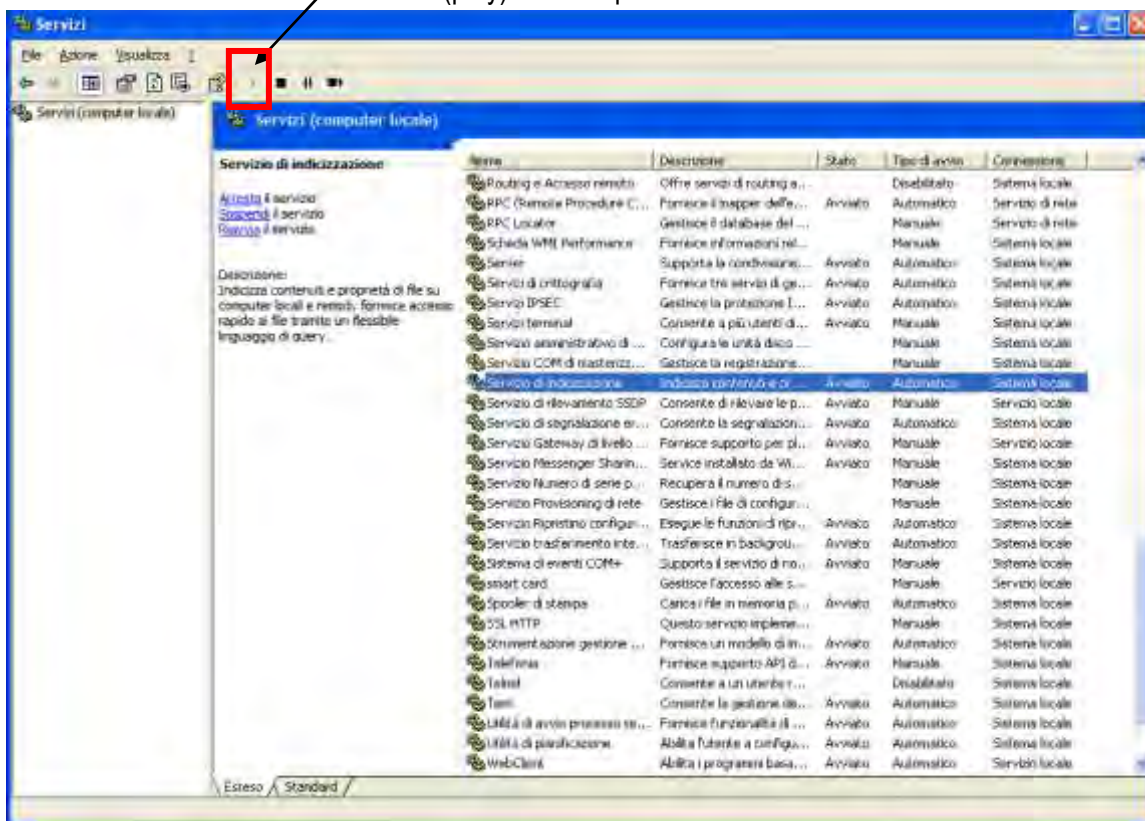 (play)
Servizi
File Azione Visualizza ?
Servizi (computer locale)
Servizi (computer locale)
Servizio di indicizzazione
Arresta il servizio
Sospendi il servizio
Riavvia il servizio
Descrizione:
Indicizza contenuti e proprietà di file su
computer locali e remoti, fornisce accesso
rapido ai file tramite un flessibile
linguaggio di query.
Nome Descrizione Stato Tipo di avvio Connessione
Routing e Accesso remoto Offre servizi di routing a... Disabilitato Sistema locale
RPC (Remote Procedure C... Fornisce il mapper dell'e... Avviato Automatico Servizio di rete
RPC Locator Gestisce il database del ... Manuale Servizio di rete
Scheda WMI Performance Fornisce informazioni rel... Manuale Sistema locale
Server Supporta la condivisione... Avviato Automatico Sistema locale
Servizi di crittografia Fornisce tre servizi di ge... Avviato Automatico Sistema locale
Servizi IPSEC Gestisce la protezione I... Avviato Automatico Sistema locale
Servizi terminal Consente a più utenti di... Avviato Manuale Sistema locale
Servizio amministrativo di ... Configura le unità disco ... Manuale Sistema locale
Servizio COM di masterizz... Gestisce la registrazione... Manuale Sistema locale
Servizio di indicizzazione Indicizza contenuti e pr... Avviato Automatico Sistema locale
Servizio di rilevamento SSDP Consente di rilevare le p... Avviato Manuale Servizio locale
Servizio di segnalazione er... Consente la segnalazion... Avviato Automatico Sistema locale
Servizio Gateway di livello ... Fornisce supporto per pl... Avviato Manuale Servizio locale
Servizio Messenger Sharin... Service installato da Wi... Avviato Manuale Sistema locale
Servizio Numero di serie p... Recupera il numero di s... Manuale Sistema locale
Servizio Provisioning di rete Gestisce i file di configur... Manuale Sistema locale
Servizio Ripristino configur... Esegue le funzioni di ripr... Avviato Automatico Sistema locale
Servizio trasferimento inte... Trasferisce in backgrou... Avviato Automatico Sistema locale
Sistema di eventi COM+ Supporta il servizio di no... Avviato Manuale Sistema locale
smart card Gestisce l'accesso alle s... Manuale Servizio locale
Spooler di stampa Carica i file in memoria p... Avviato Automatico Sistema locale
SSL HTTP Questo servizio impleme... Manuale Sistema locale
Strumentazione gestione ... Fornisce un modello di in... Avviato Automatico Sistema locale
Telefonia Fornisce supporto API d... Avviato Manuale Sistema locale
Telnet Consente a un utente r... Disabilitato Sistema locale
Temi Consente la gestione de... Avviato Automatico Sistema locale
Utilità di avvio processo se... Fornisce funzionalità di ... Avviato Automatico Sistema locale
Utilità di pianificazione Abilita l'utente a configu... Avviato Automatico Sistema locale
WebClient Abilita i programmi basa... Avviato Automatico Servizio locale
Esteso Standard